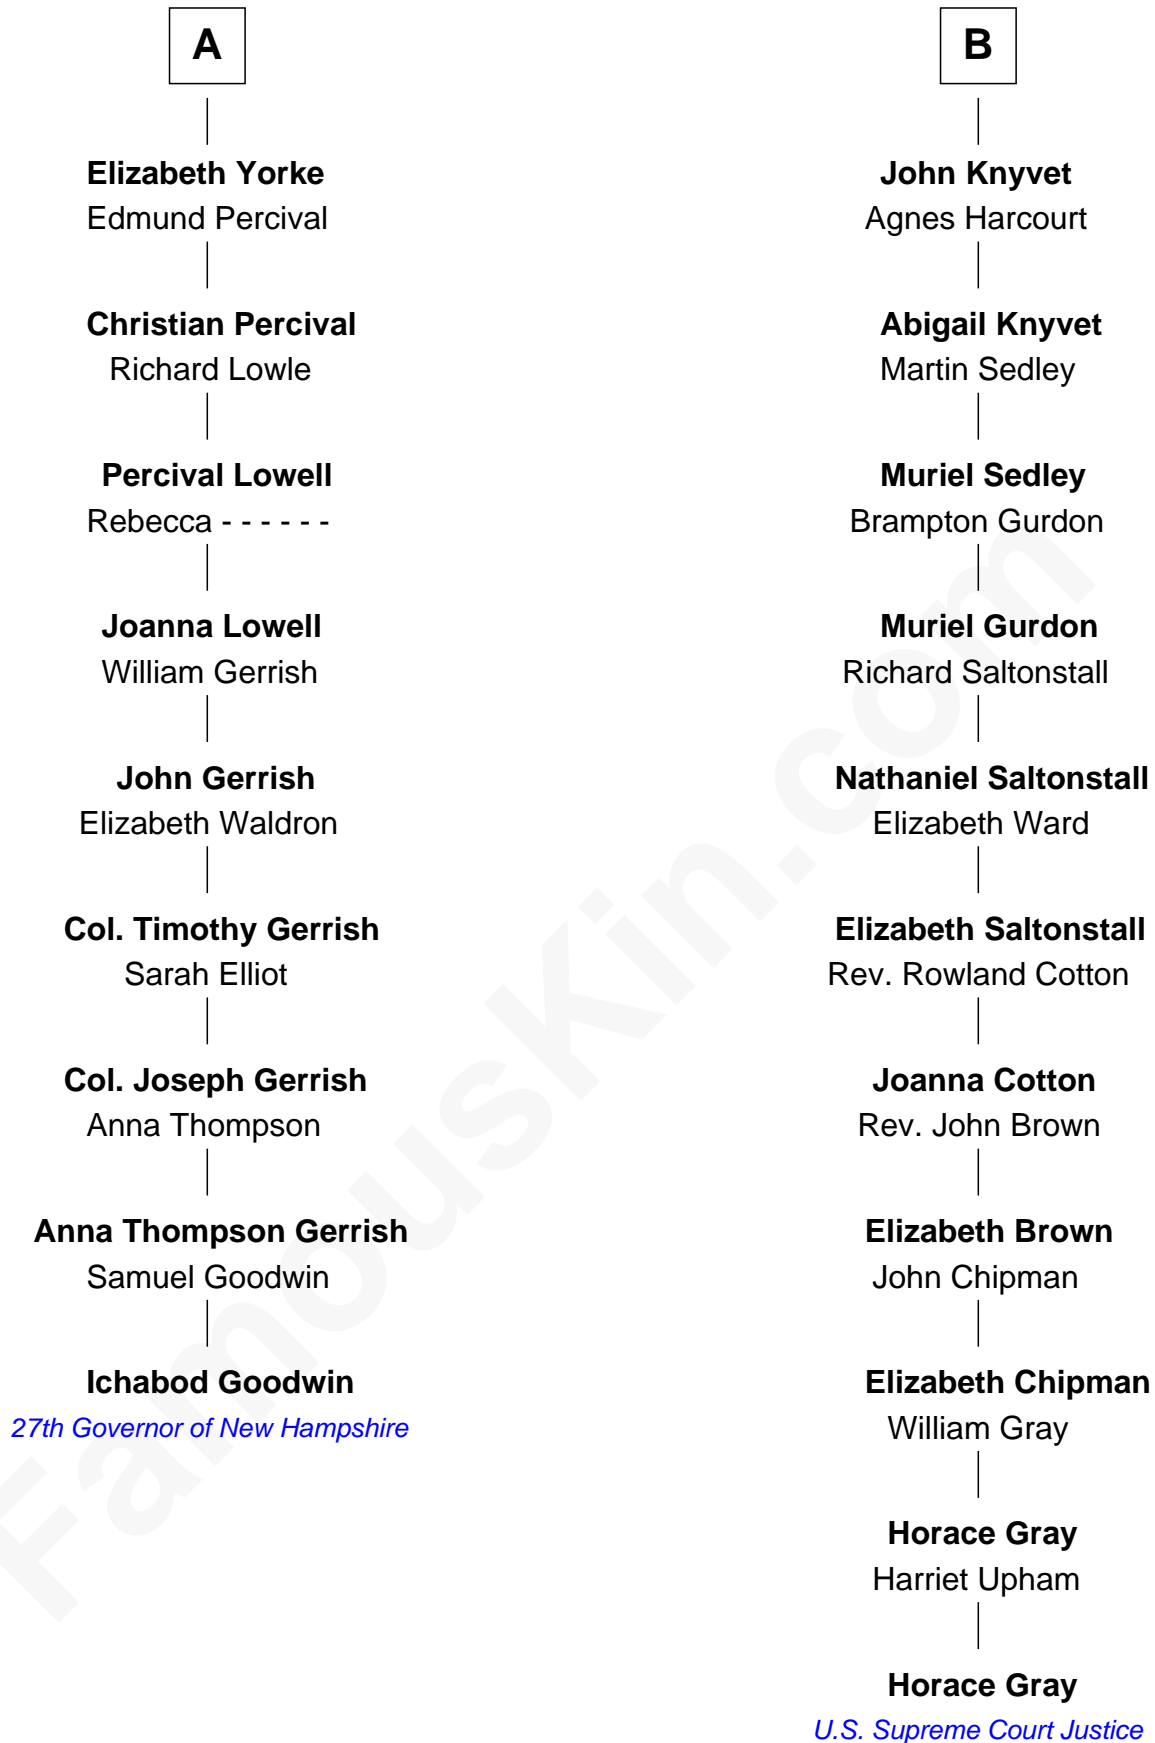 A
Elizabeth Yorke
Edmund Percival
Christian Percival
Richard Lowle
Percival Lowell
Rebecca - - - - - -
Joanna Lowell
William Gerrish
John Gerrish
Elizabeth Waldron
Col. Timothy Gerrish
Sarah Elliot
Col. Joseph Gerrish
Anna Thompson
Anna Thompson Gerrish
Samuel Goodwin
Ichabod Goodwin
27th Governor of New Hampshire
B
John Knyvet
Agnes Harcourt
Abigail Knyvet
Martin Sedley
Muriel Sedley
Brampton Gurdon
Muriel Gurdon
Richard Saltonstall
Nathaniel Saltonstall
Elizabeth Ward
Elizabeth Saltonstall
Rev. Rowland Cotton
Joanna Cotton
Rev. John Brown
Elizabeth Brown
John Chipman
Elizabeth Chipman
William Gray
Horace Gray
Harriet Upham
Horace Gray
U.S. Supreme Court Justice
FamousKin.com